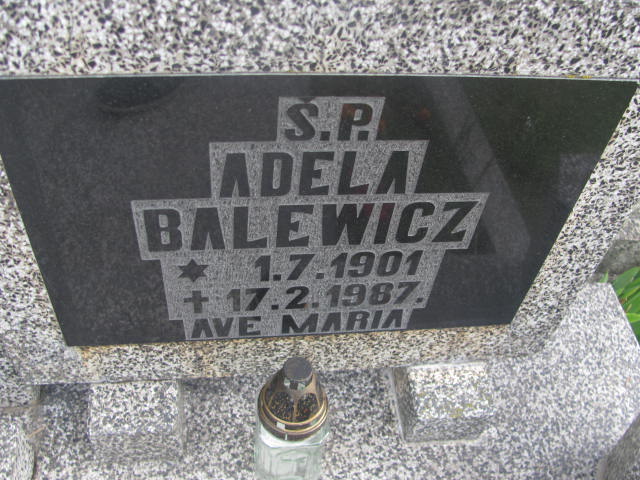 Ś.P.
ADELA
BALEWICZ
✶ 1.7.1901
✝ 17.2.1987.
AVE MARIA